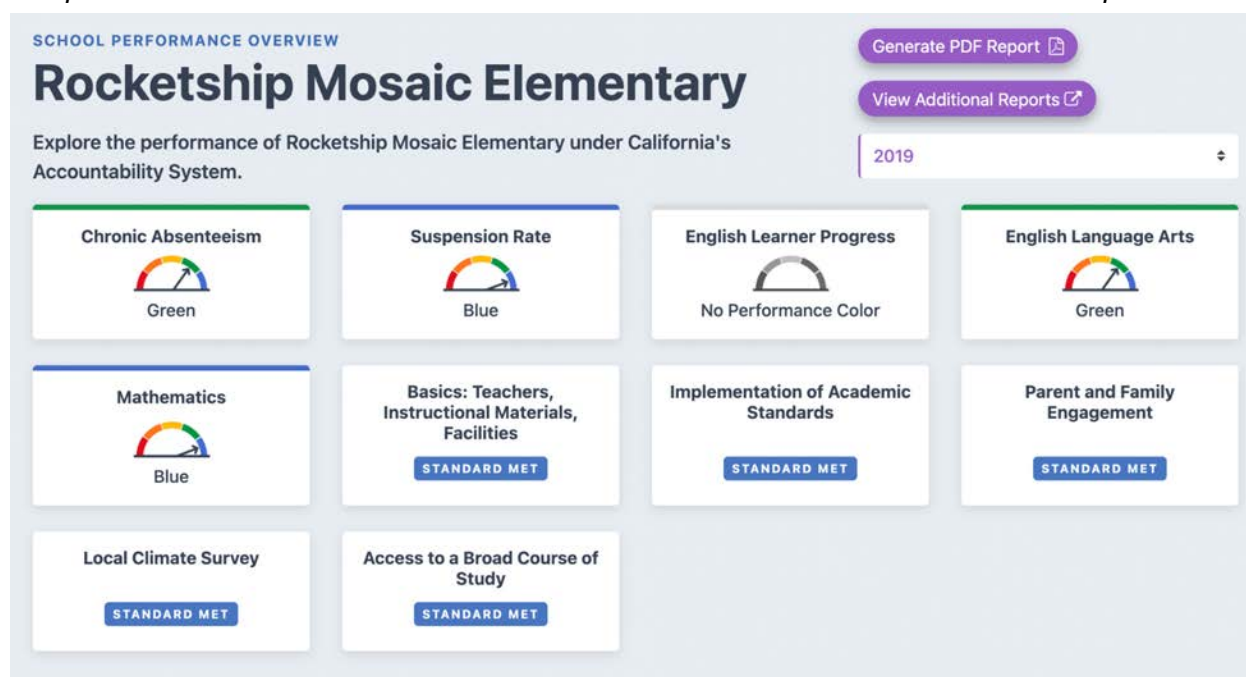 SCHOOL PERFORMANCE OVERVIEW
Rocketship Mosaic Elementary
Explore the performance of Rocketship Mosaic Elementary under California's
Accountability System.
Generate PDF Report
View Additional Reports
2019
Chronic Absenteeism
Green
Suspension Rate
Blue
English Learner Progress
No Performance Color
English Language Arts
Green
Mathematics
Blue
Basics: Teachers,
Instructional Materials,
Facilities
STANDARD MET
Implementation of Academic
Standards
STANDARD MET
Parent and Family
Engagement
STANDARD MET
Local Climate Survey
STANDARD MET
Access to a Broad Course of
Study
STANDARD MET